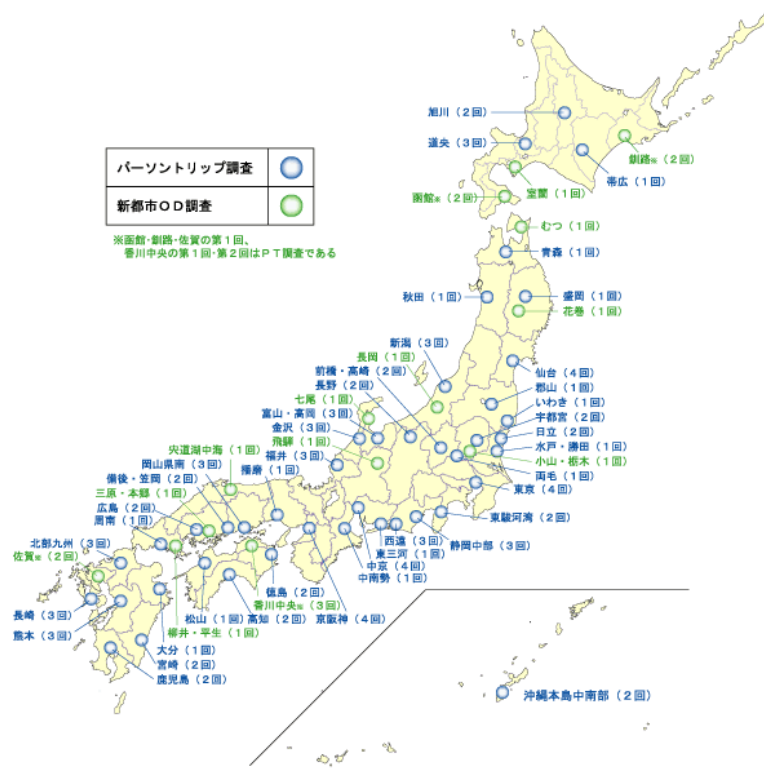 旭川（２回）
道央（３回）
釧路※（２回）
帯広（１回）
室蘭（１回）
函館※（２回）
パーソントリップ調査
新都市ＯＤ調査
※函館・釧路・佐賀の第１回、
香川中央の第１回・第２回はＰＴ調査である
むつ（１回）
青森（１回）
秋田（１回）
盛岡（１回）
花巻（１回）
新潟（３回）
長岡（１回）
前橋・高崎（２回）
長野（２回）
七尾（１回）
富山・高岡（３回）
金沢（３回）
飛騨（１回）
福井（３回）
仙台（４回）
郡山（１回）
いわき（１回）
宇都宮（２回）
日立（２回）
水戸・勝田（１回）
小山・栃木（１回）
両毛（１回）
東京（４回）
東駿河湾（２回）
静岡中部（３回）
西遠（３回）
東三河（１回）
中京（４回）
中南勢（１回）
宍道湖中海（１回）
岡山県南（３回）
播磨（１回）
備後・笠岡（２回）
三原・本郷（１回）
広島（２回）
周南（１回）
北部九州（３回）
佐賀※（２回）
長崎（３回）
熊本（３回）
徳島（２回）
香川中央※（３回）
松山（１回）
高知（２回）
京阪神（４回）
柳井・平生（１回）
大分（１回）
宮崎（２回）
鹿児島（２回）
沖縄本島中南部（２回）